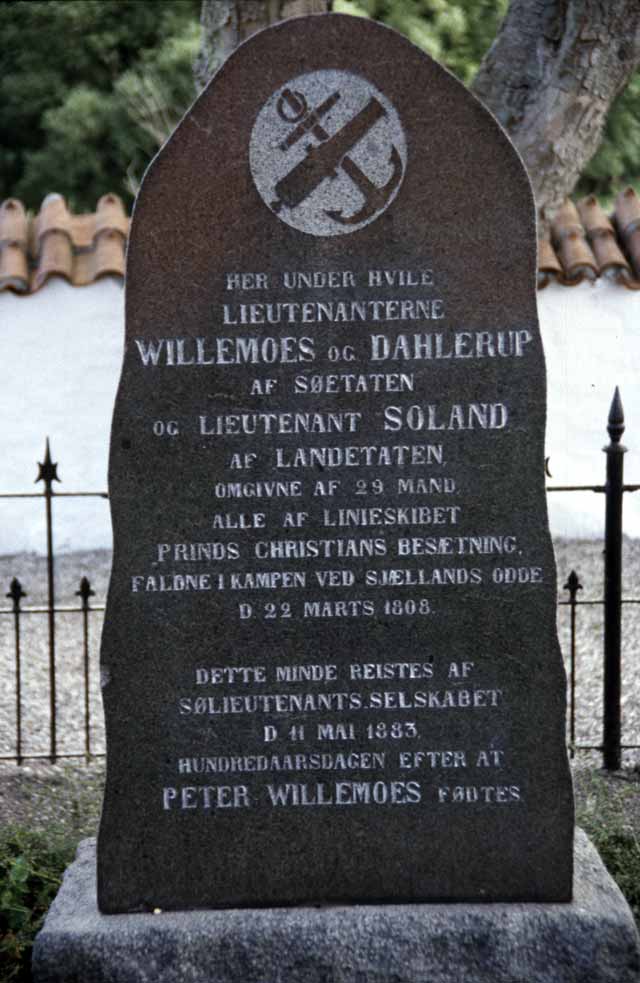 HER UNDER HVILE
LIEUTENANTERNE
WILLEMOES OG DAHLERUP
AF SØETATEN
OG LIEUTENANT SOLAND
AF LANDETATEN,
OMGIVNE AF 29 MAND,
ALLE AF LINIESKIBET
PRINDS CHRISTIANS BESÆTNING,
FALDNE I KAMPEN VED SJÆLLANDS ODDE
D. 22 MARTS 1808.
DETTE MINDE REISTES AF
SØLIEUTENANTS-SELSKABET
D. 11 MAI 1883,
HUNDREDAARSDAGEN EFTER AT
PETER WILLEMOES FØDTES.